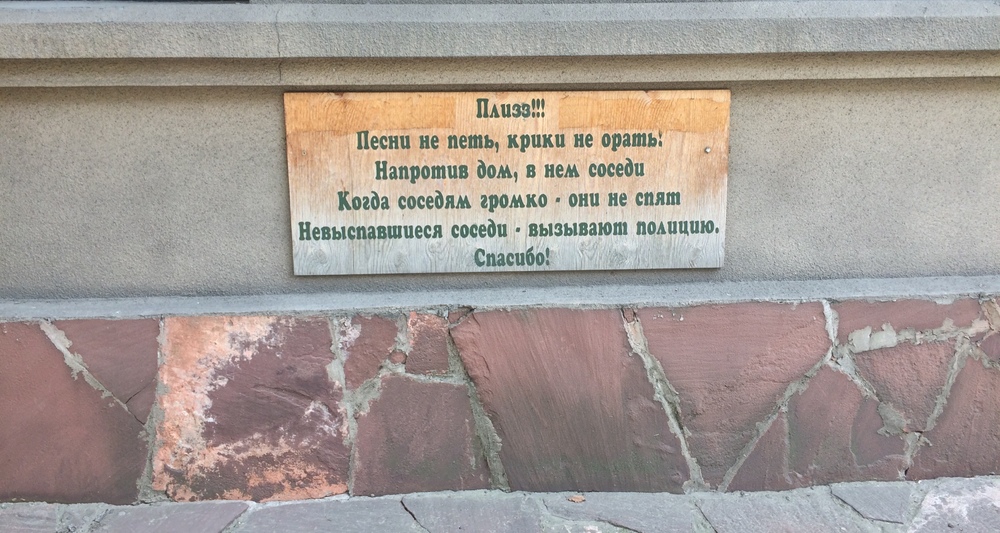 Плизз!!!
Песни не петь, крики не орать!
Напротив дом, в нем соседи
Когда соседям громко - они не спят
Невыспавшиеся соседи - вызывают полицию.
Спасибо!